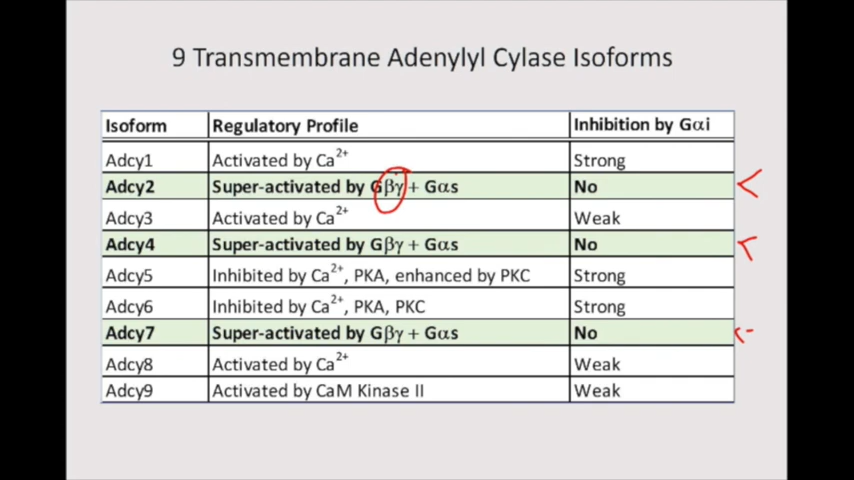 9 Transmembrane Adenylyl Cylase Isoforms
Isoform Regulatory Profile Inhibition by Gαi
Adcy1 Activated by Ca²⁺ Strong
Adcy2 Super-activated by Gβγ + Gαs No
Adcy3 Activated by Ca²⁺ Weak
Adcy4 Super-activated by Gβγ + Gαs No
Adcy5 Inhibited by Ca²⁺, PKA, enhanced by PKC Strong
Adcy6 Inhibited by Ca²⁺, PKA, PKC Strong
Adcy7 Super-activated by Gβγ + Gαs No
Adcy8 Activated by Ca²⁺ Weak
Adcy9 Activated by CaM Kinase II Weak